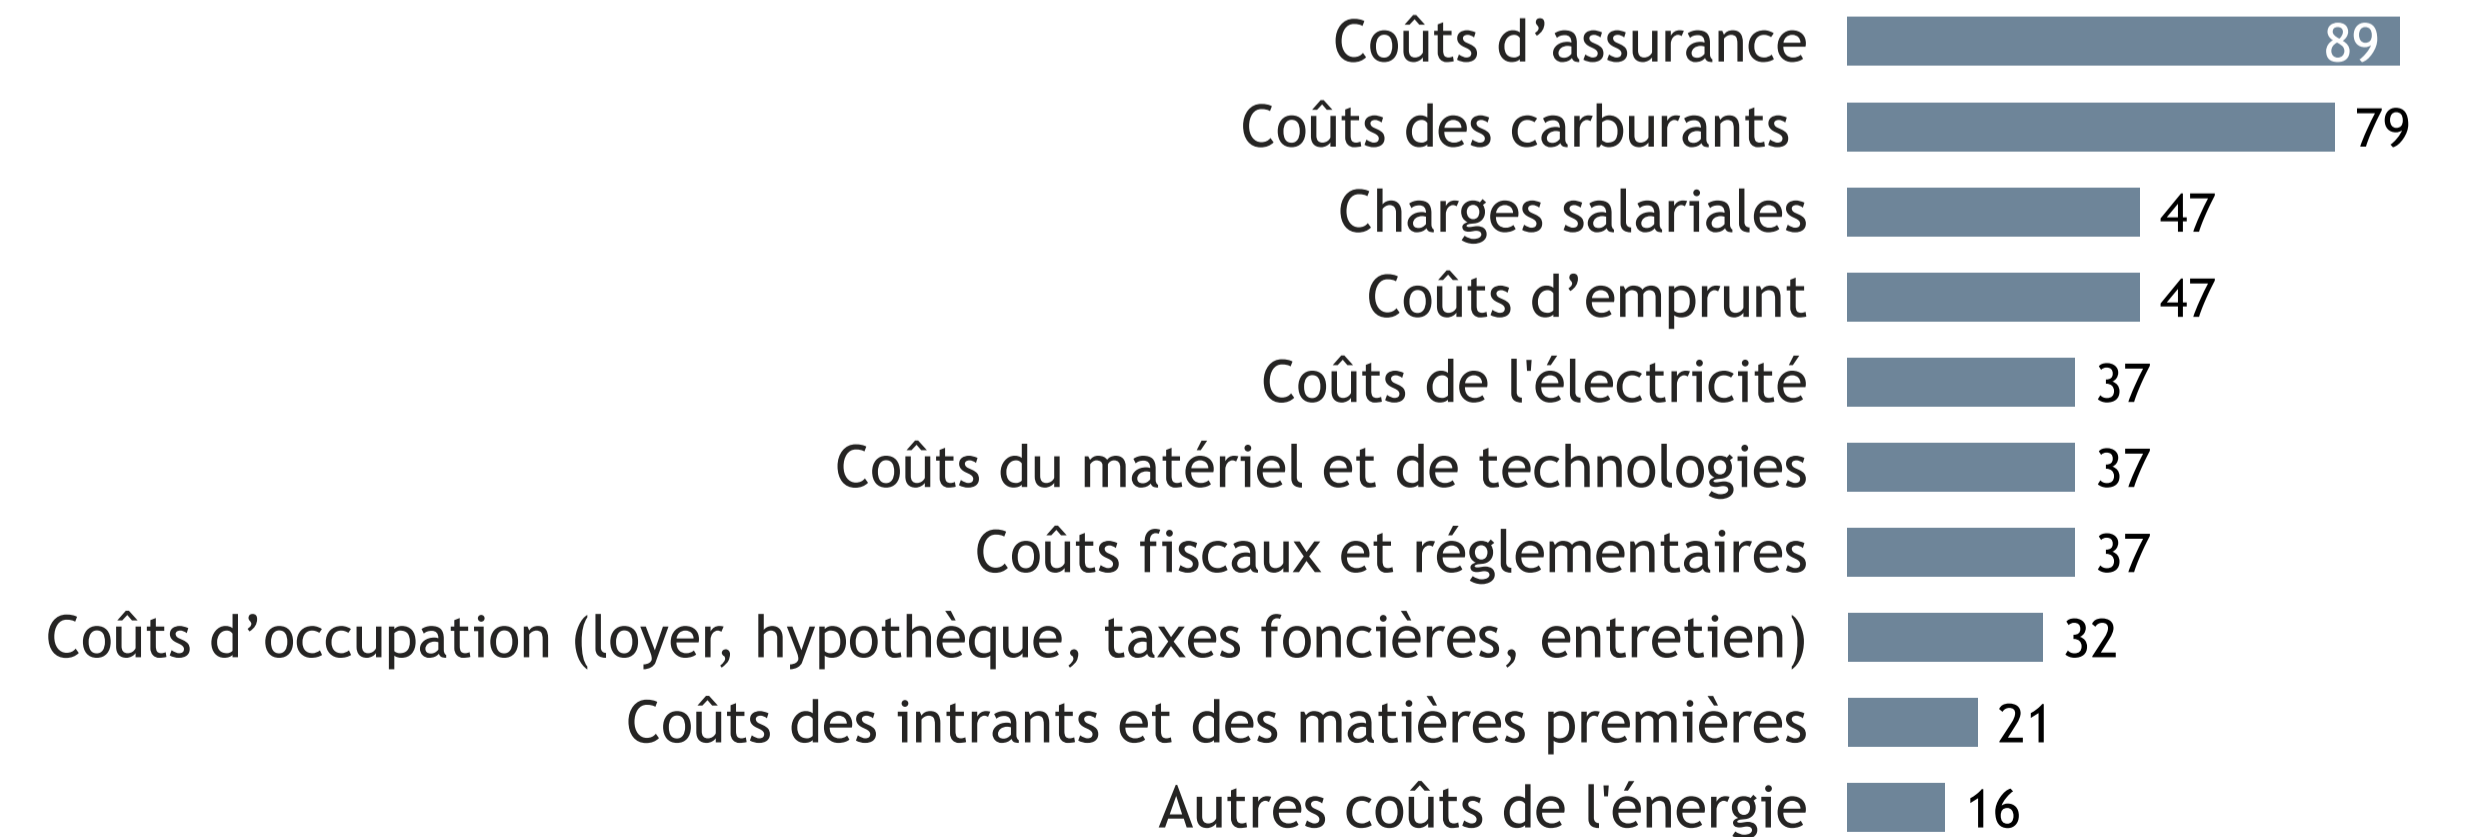 Coûts d’assurance 89
Coûts des carburants 79
Charges salariales 47
Coûts d’emprunt 47
Coûts de l'électricité 37
Coûts du matériel et de technologies 37
Coûts fiscaux et réglementaires 37
Coûts d’occupation (loyer, hypothèque, taxes foncières, entretien) 32
Coûts des intrants et des matières premières 21
Autres coûts de l'énergie 16